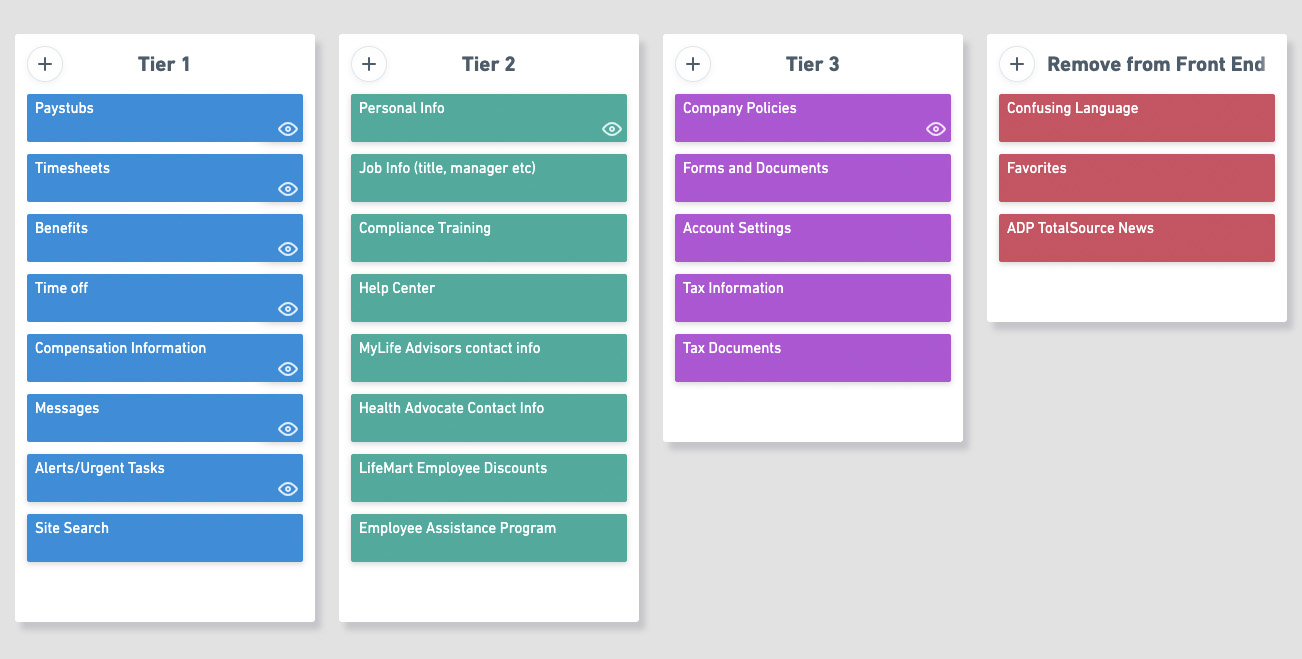 Tier 1
Paystubs
Timesheets
Benefits
Time off
Compensation Information
Messages
Alerts/Urgent Tasks
Site Search
Tier 2
Personal Info
Job Info (title, manager etc)
Compliance Training
Help Center
MyLife Advisors contact info
Health Advocate Contact Info
LifeMart Employee Discounts
Employee Assistance Program
Tier 3
Company Policies
Forms and Documents
Account Settings
Tax Information
Tax Documents
Remove from Front End
Confusing Language
Favorites
ADP TotalSource News